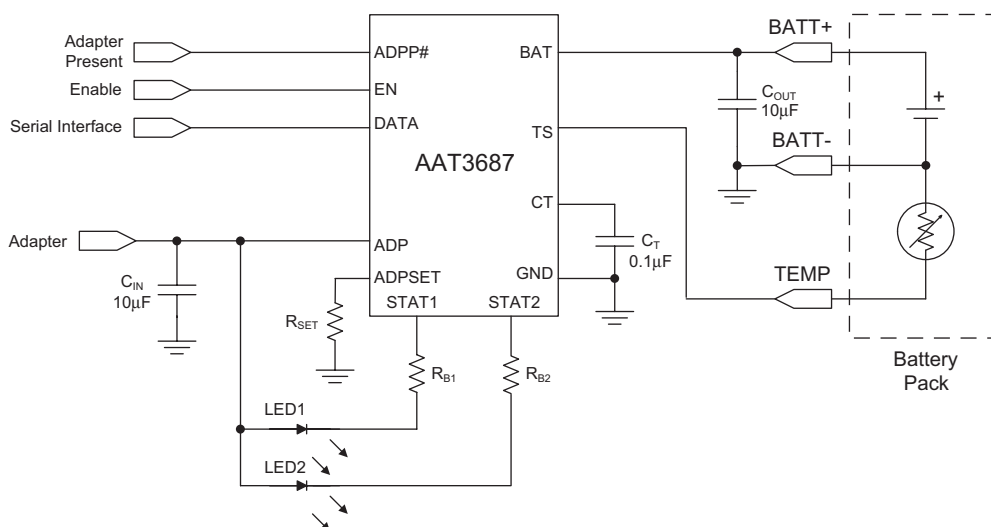 Adapter
Present
Enable
Serial Interface
Adapter
C_IN
10µF
ADPP#
EN
DATA
AAT3687
ADP
ADPSET
STAT1
STAT2
BAT
TS
CT
GND
R_SET
R_B1
R_B2
LED1
LED2
C_T
0.1µF
C_OUT
10µF
BATT+
BATT-
TEMP
+
Battery
Pack